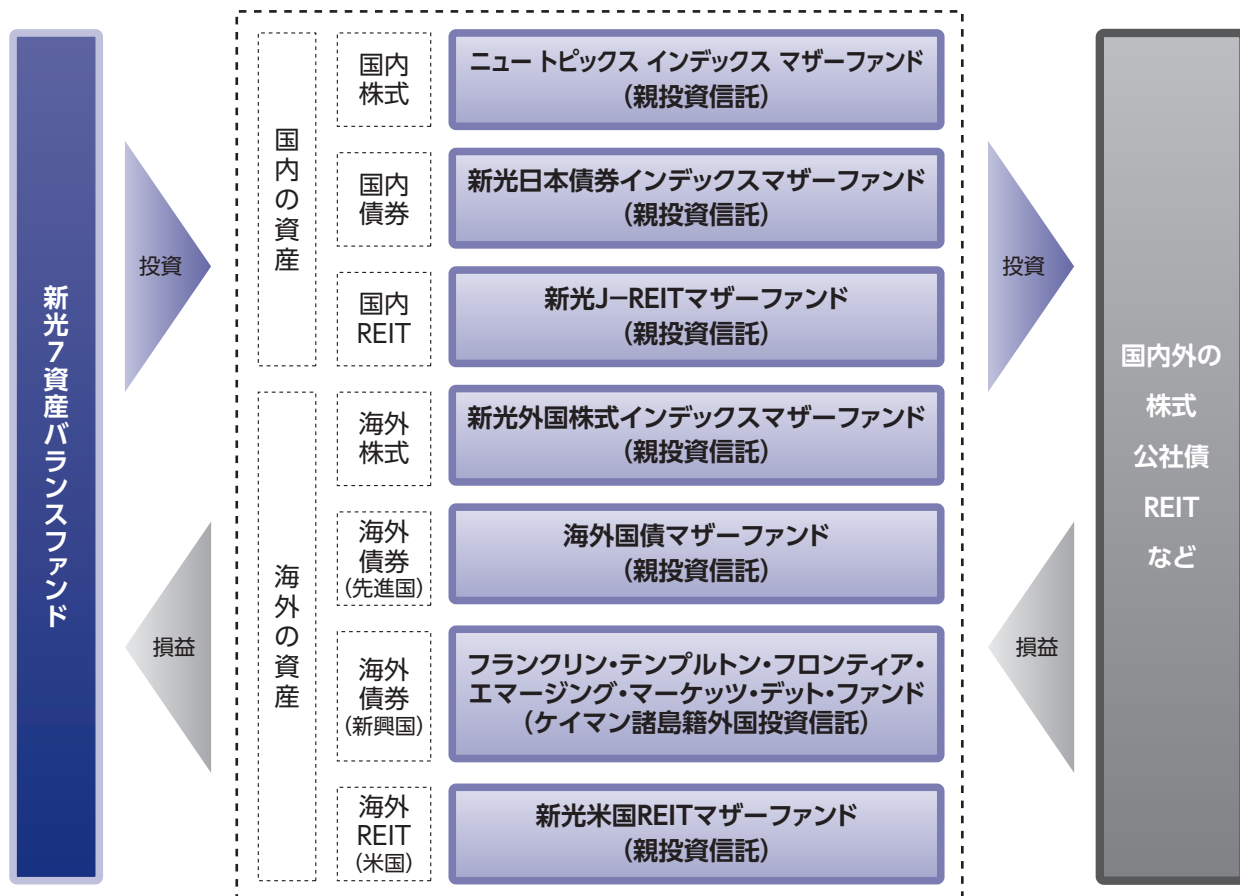 新光7資産バランスファンド
投資
損益
国内の資産
国内
株式
ニュー トピックス インデックス マザーファンド
(親投資信託)
国内
債券
新光日本債券インデックスマザーファンド
(親投資信託)
国内
REIT
新光J−REITマザーファンド
(親投資信託)
海外の資産
海外
株式
新光外国株式インデックスマザーファンド
(親投資信託)
海外
債券
(先進国)
海外国債マザーファンド
(親投資信託)
海外
債券
(新興国)
フランクリン・テンプルトン・フロンティア・
エマージング・マーケッツ・デット・ファンド
(ケイマン諸島籍外国投資信託)
海外
REIT
(米国)
新光米国REITマザーファンド
(親投資信託)
投資
損益
国内外の
株式
公社債
REIT
など